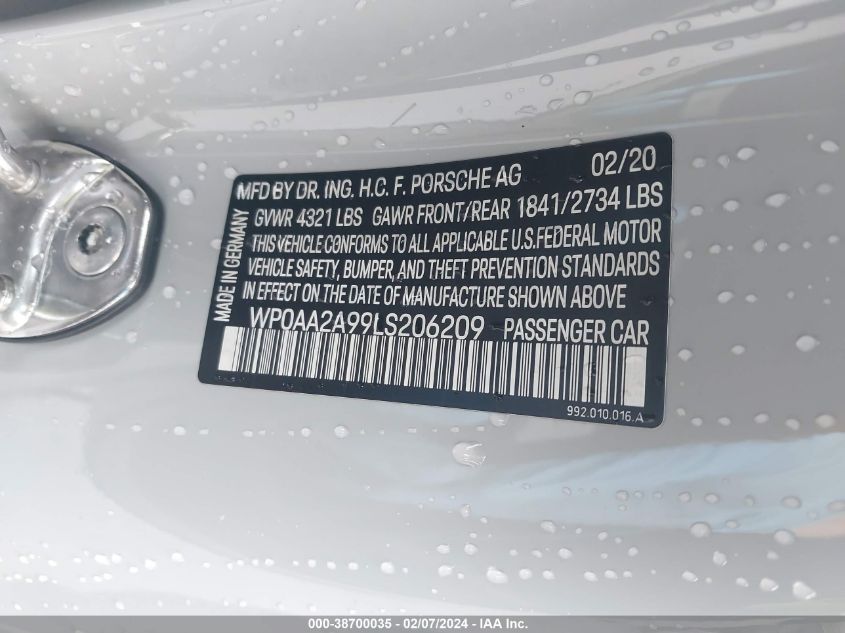 MFD BY DR. ING. H.C. F. PORSCHE AG 02/20
GVWR 4321 LBS GAWR FRONT/REAR 1841/2734 LBS
THIS VEHICLE CONFORMS TO ALL APPLICABLE U.S.FEDERAL MOTOR
VEHICLE SAFETY, BUMPER, AND THEFT PREVENTION STANDARDS
IN EFFECT ON THE DATE OF MANUFACTURE SHOWN ABOVE
WP0AA2A99LS206209 PASSENGER CAR
992.010.016.A
MADE IN GERMANY
000-38700035 - 02/07/2024 - IAA Inc.